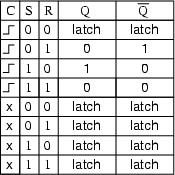 C S R Q Q̅
0 0 latch latch
0 1 0 1
1 0 1 0
1 1 0 0
x 0 0 latch latch
x 0 1 latch latch
x 1 0 latch latch
x 1 1 latch latch